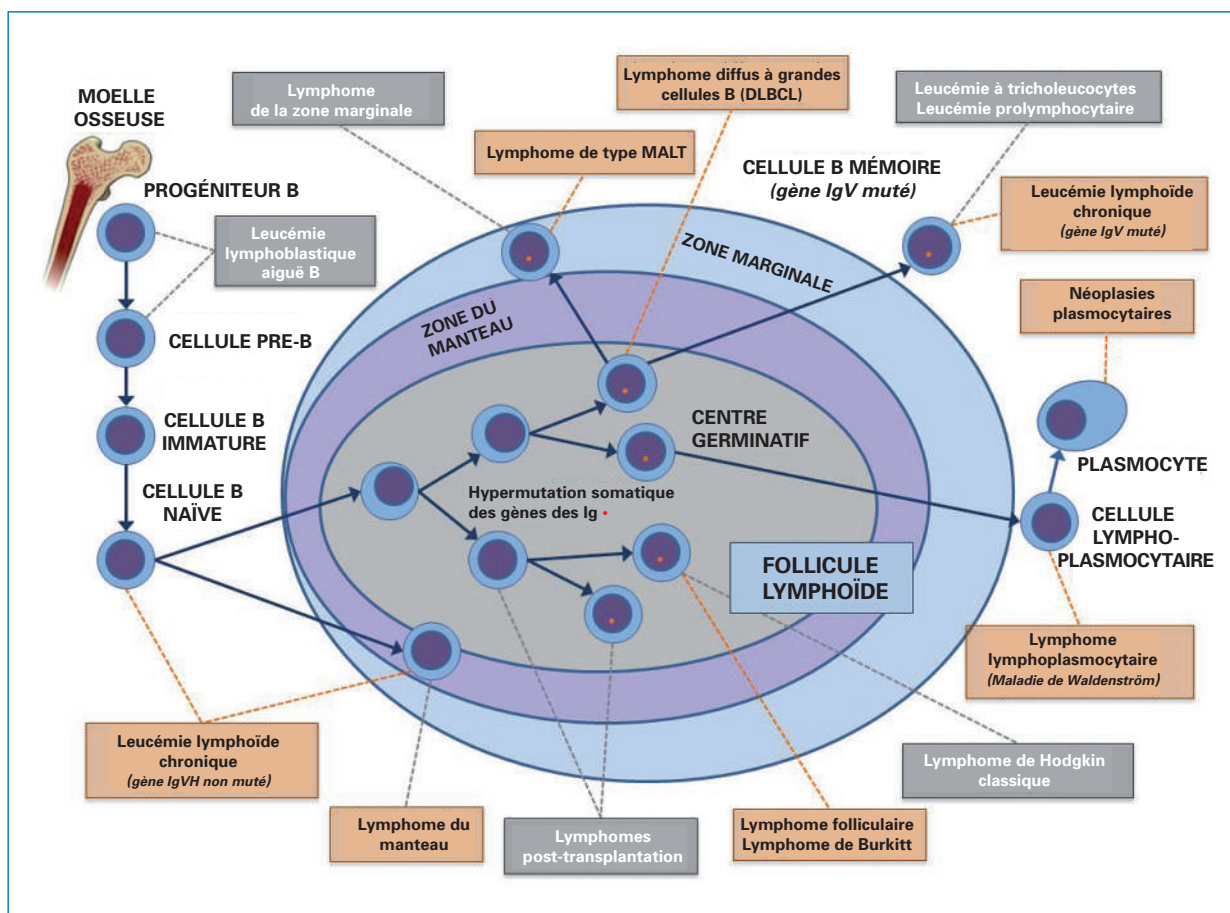 MOELLE
OSSEUSE
Lymphome
de la zone marginale
Lymphome diffus à grandes
cellules B (DLBCL)
Leucémie à tricholeucocytes
Leucémie prolymphocytaire
Lymphome de type MALT
CELLULE B MÉMOIRE
(gène IgV muté)
PROGÉNITEUR B
Leucémie lymphoïde
chronique
(gène IgV muté)
Leucémie
lymphoblastique
aiguë B
ZONE MARGINALE
Néoplasies
plasmocytaires
ZONE DU
MANTEAU
CELLULE PRE-B
CELLULE B
IMMATURE
CENTRE
GERMINATIF
PLASMOCYTE
CELLULE B
NAÏVE
Hypermutation somatique
des gènes des Ig •
CELLULE
LYMPHO-
PLASMOCYTAIRE
FOLLICULE
LYMPHOÏDE
Lymphome
lymphoplasmocytaire
(Maladie de Waldenström)
Leucémie lymphoïde
chronique
(gène IgVH non muté)
Lymphome de Hodgkin
classique
Lymphome du
manteau
Lymphomes
post-transplantation
Lymphome folliculaire
Lymphome de Burkitt